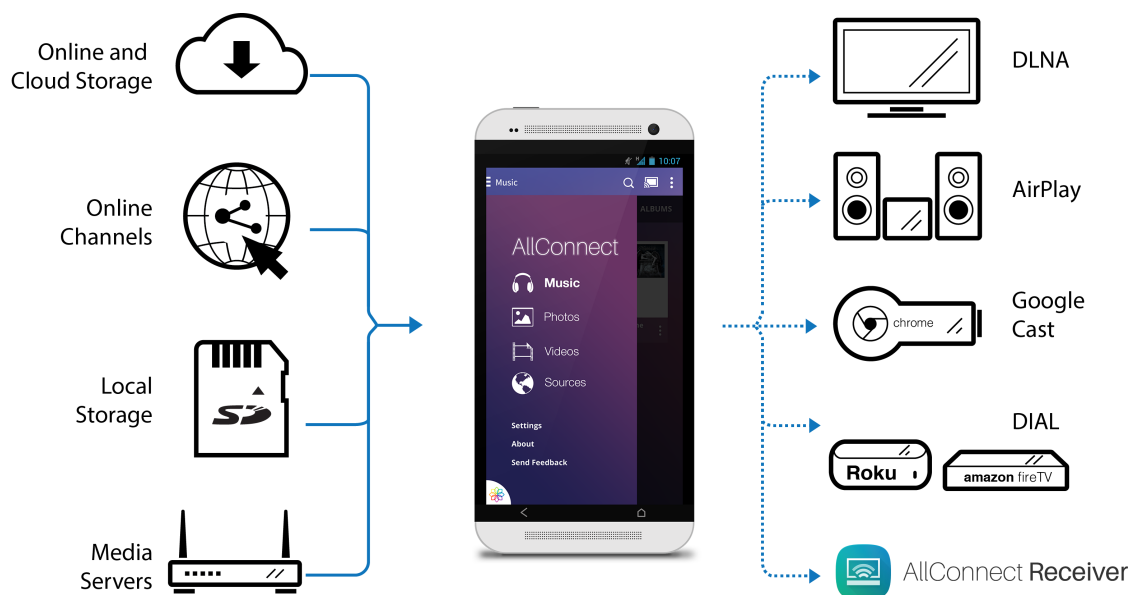 Online and
Cloud Storage
Online
Channels
Local
Storage
SD
Media
Servers
10:07
Music
ALBUMS
AllConnect
Music
Photos
Videos
Sources
Settings
About
Send Feedback
DLNA
AirPlay
chrome
Google
Cast
DIAL
Roku
amazon fireTV
AllConnect Receiver